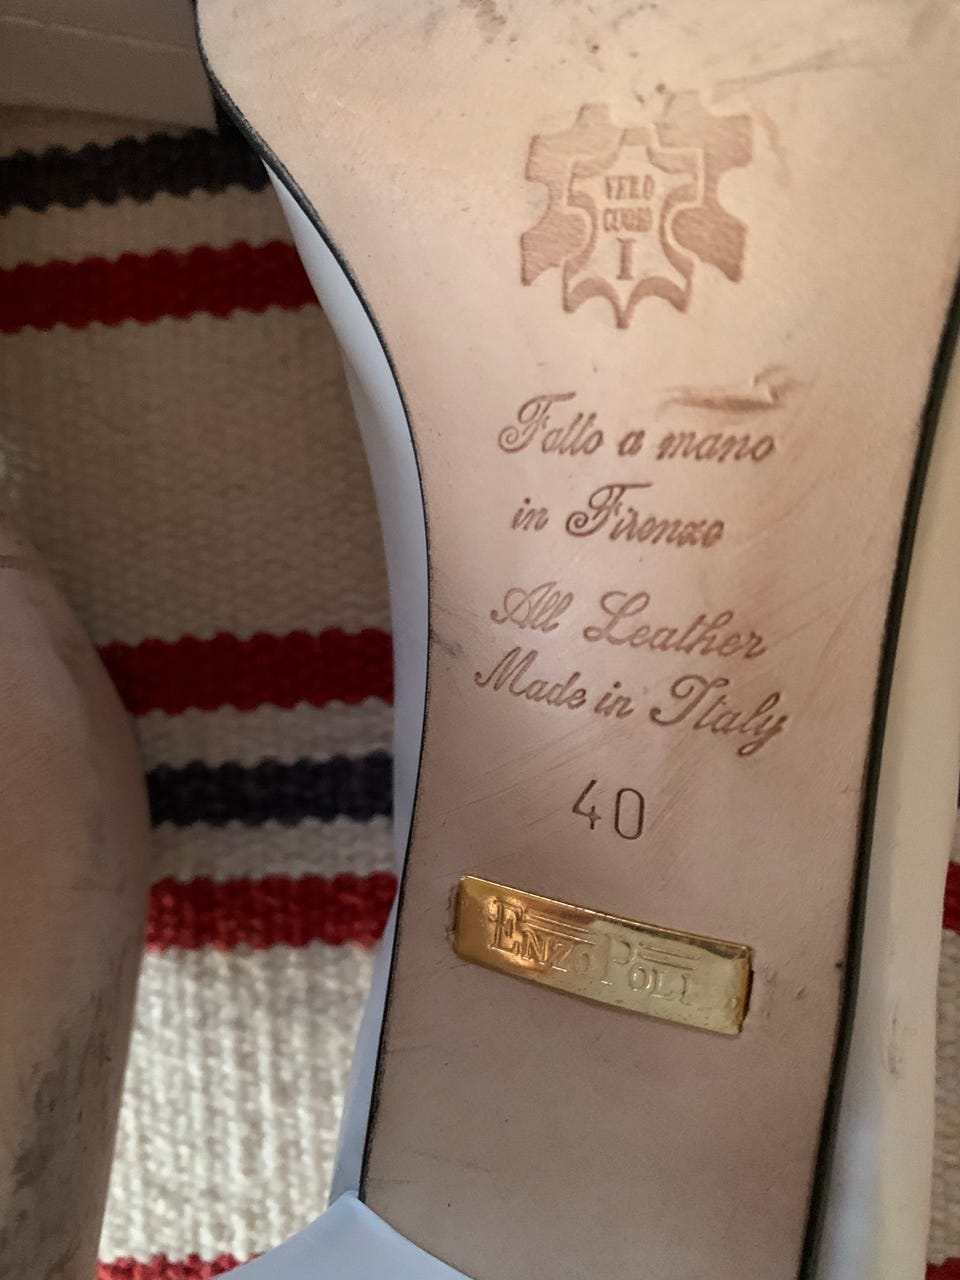 VERO
CUOIO
I
Fatto a mano
in Firenze
All Leather
Made in Italy
40
ENZO POLI